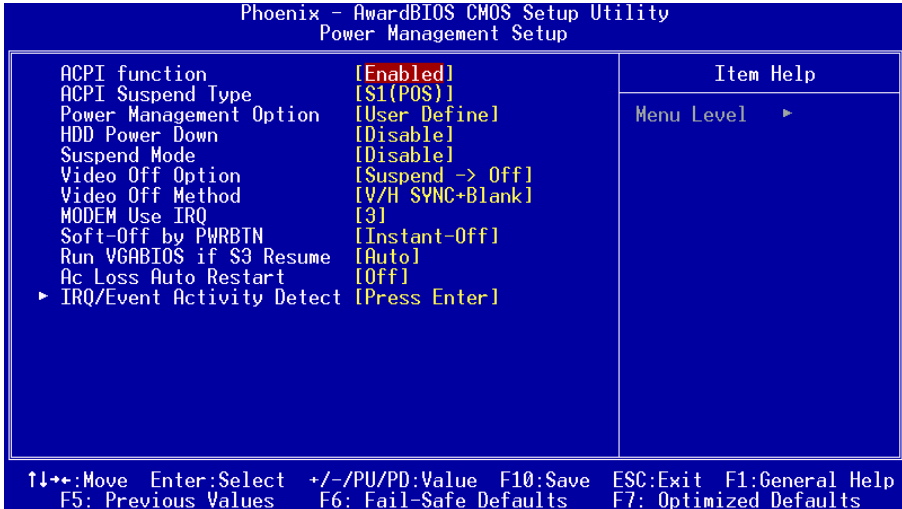 Phoenix - AwardBIOS CMOS Setup Utility
Power Management Setup
ACPI function [Enabled]
ACPI Suspend Type [S1(POS)]
Power Management Option [User Define]
HDD Power Down [Disable]
Suspend Mode [Disable]
Video Off Option [Suspend -> Off]
Video Off Method [V/H SYNC+Blank]
MODEM Use IRQ [3]
Soft-Off by PWRBTN [Instant-Off]
Run VGABIOS if S3 Resume [Auto]
Ac Loss Auto Restart [Off]
► IRQ/Event Activity Detect [Press Enter]
Item Help
Menu Level ►
↑↓→←:Move Enter:Select +/-/PU/PD:Value F10:Save ESC:Exit F1:General Help
F5: Previous Values F6: Fail-Safe Defaults F7: Optimized Defaults